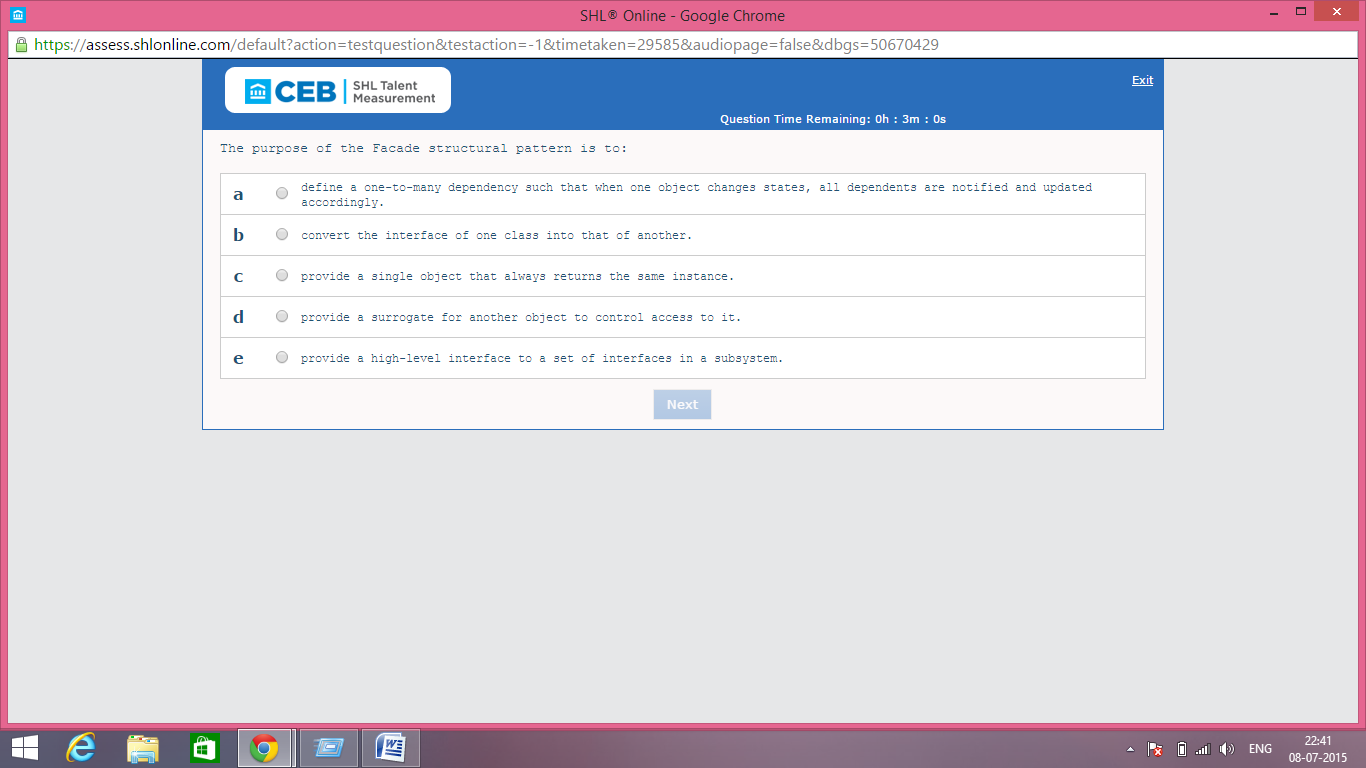 SHL® Online - Google Chrome
https://assess.shlonline.com/default?action=testquestion&testaction=-1&timetaken=29585&audiopage=false&dbgs=50670429
CEB SHL Talent
Measurement
Exit
Question Time Remaining: 0h : 3m : 0s
The purpose of the Facade structural pattern is to:
a define a one-to-many dependency such that when one object changes states, all dependents are notified and updated
accordingly.
b convert the interface of one class into that of another.
c provide a single object that always returns the same instance.
d provide a surrogate for another object to control access to it.
e provide a high-level interface to a set of interfaces in a subsystem.
Next
ENG
22:41
08-07-2015